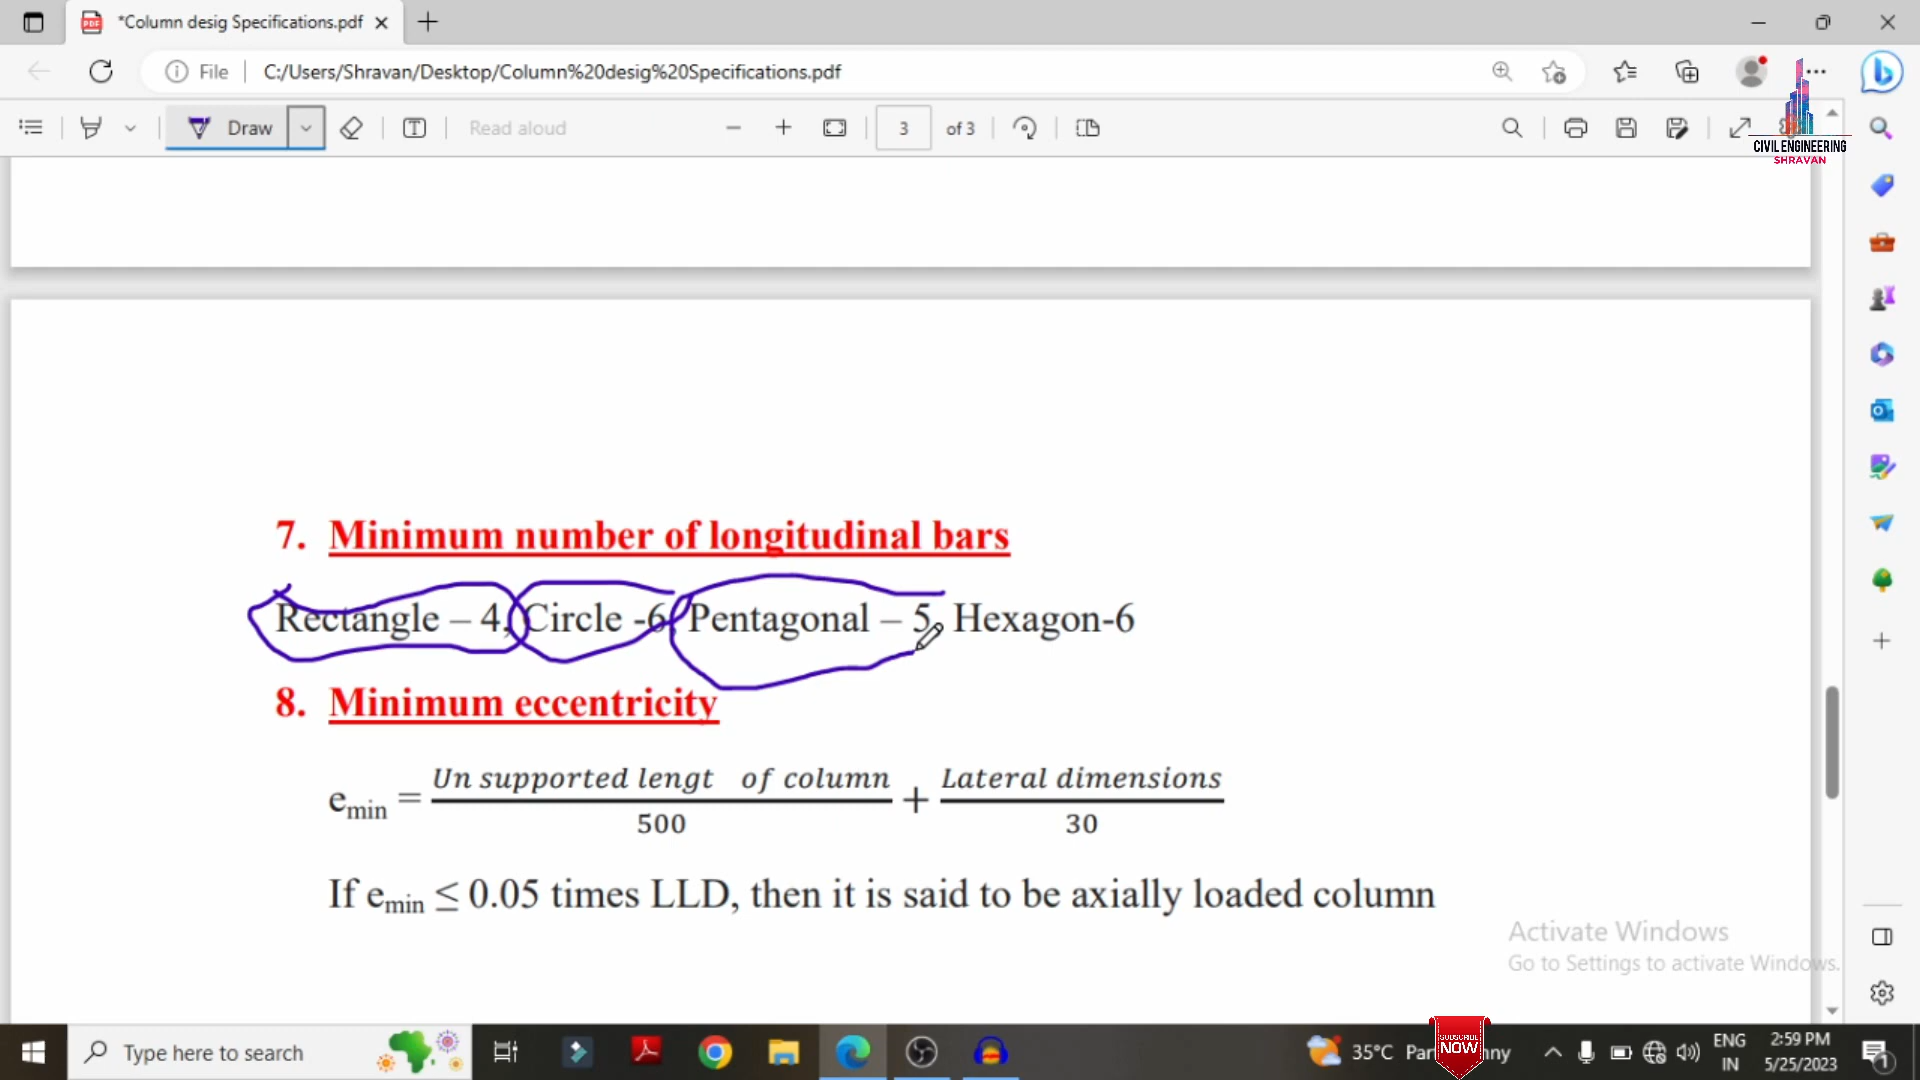 *Column desig Specifications.pdf
File
C:/Users/Shravan/Desktop/Column%20desig%20Specifications.pdf
Draw
Read aloud
3
of 3
CIVIL ENGINEERING
SHRAVAN
7. Minimum number of longitudinal bars
Rectangle – 4, Circle -6, Pentagonal – 5, Hexagon-6
8. Minimum eccentricity
emin = Un supported lengt of column / 500 + Lateral dimensions / 30
If emin ≤ 0.05 times LLD, then it is said to be axially loaded column
Activate Windows
Go to Settings to activate Windows.
Type here to search
35°C
SUBSCRIBE
NOW
ENG
IN
2:59 PM
5/25/2023
1